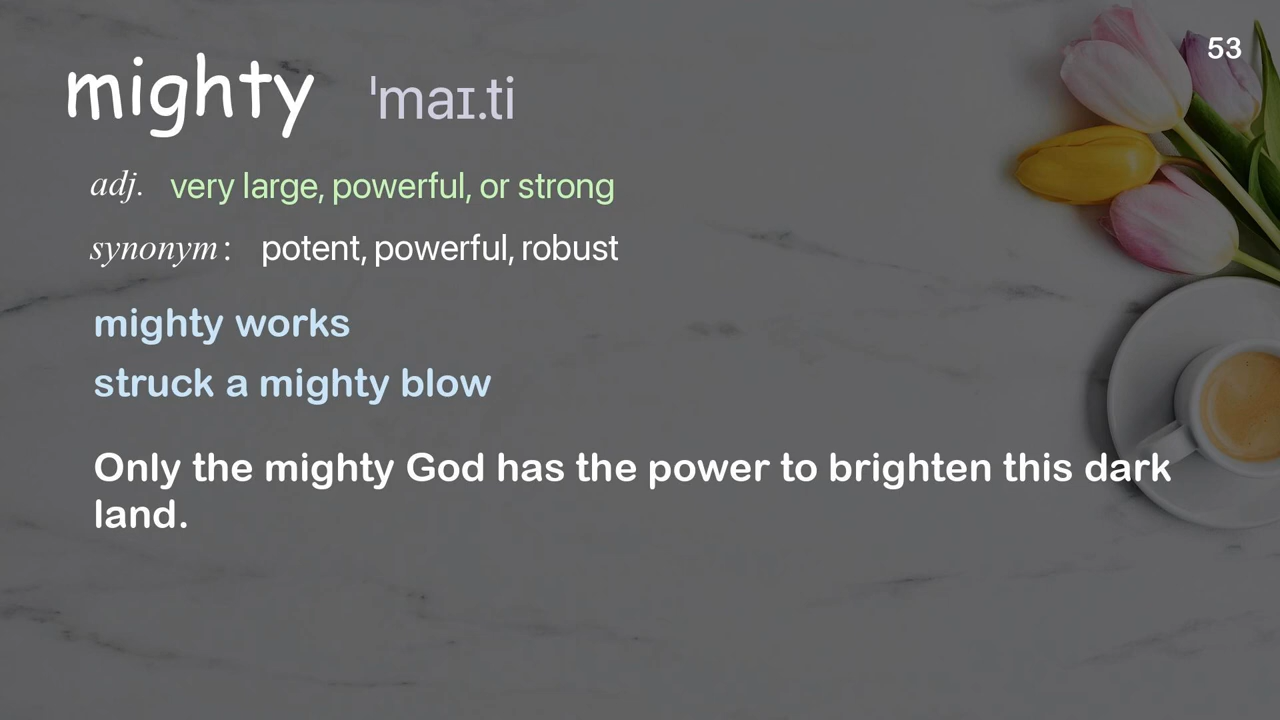 53
mighty ˈmaɪ.ti
adj. very large, powerful, or strong
synonym: potent, powerful, robust
mighty works
struck a mighty blow
Only the mighty God has the power to brighten this dark
land.